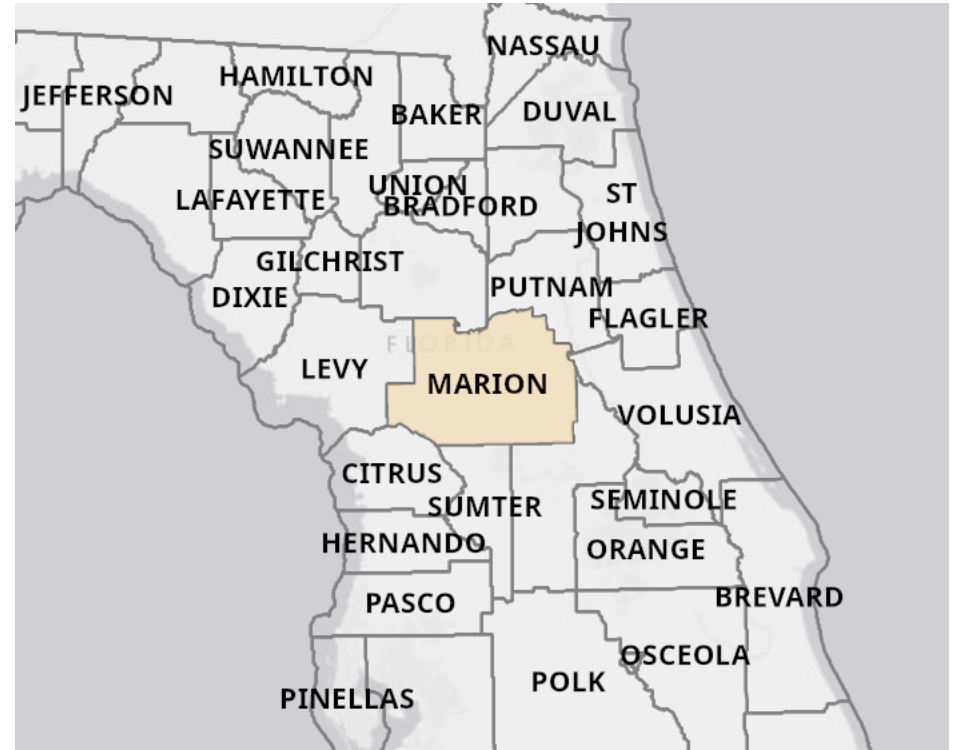 NASSAU
HAMILTON
JEFFERSON
DUVAL
BAKER
SUWANNEE
UNION
ST
JOHNS
LAFAYETTE
BRADFORD
GILCHRIST
PUTNAM
DIXIE
FLAGLER
FLORIDA
LEVY
MARION
VOLUSIA
CITRUS
SEMINOLE
SUMTER
HERNANDO
ORANGE
BREVARD
PASCO
OSCEOLA
POLK
PINELLAS